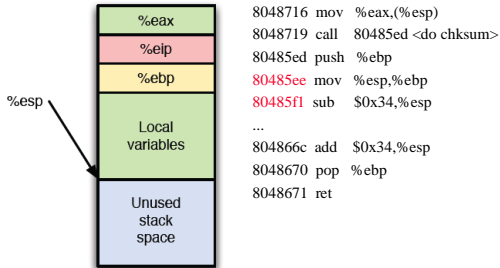 %eax
%eip
%ebp
%esp
Local
variables
Unused
stack
space
8048716 mov %eax,(%esp)
8048719 call 80485ed <do chksum>
80485ed push %ebp
80485ee mov %esp,%ebp
80485f1 sub $0x34,%esp
...
804866c add $0x34,%esp
8048670 pop %ebp
8048671 ret